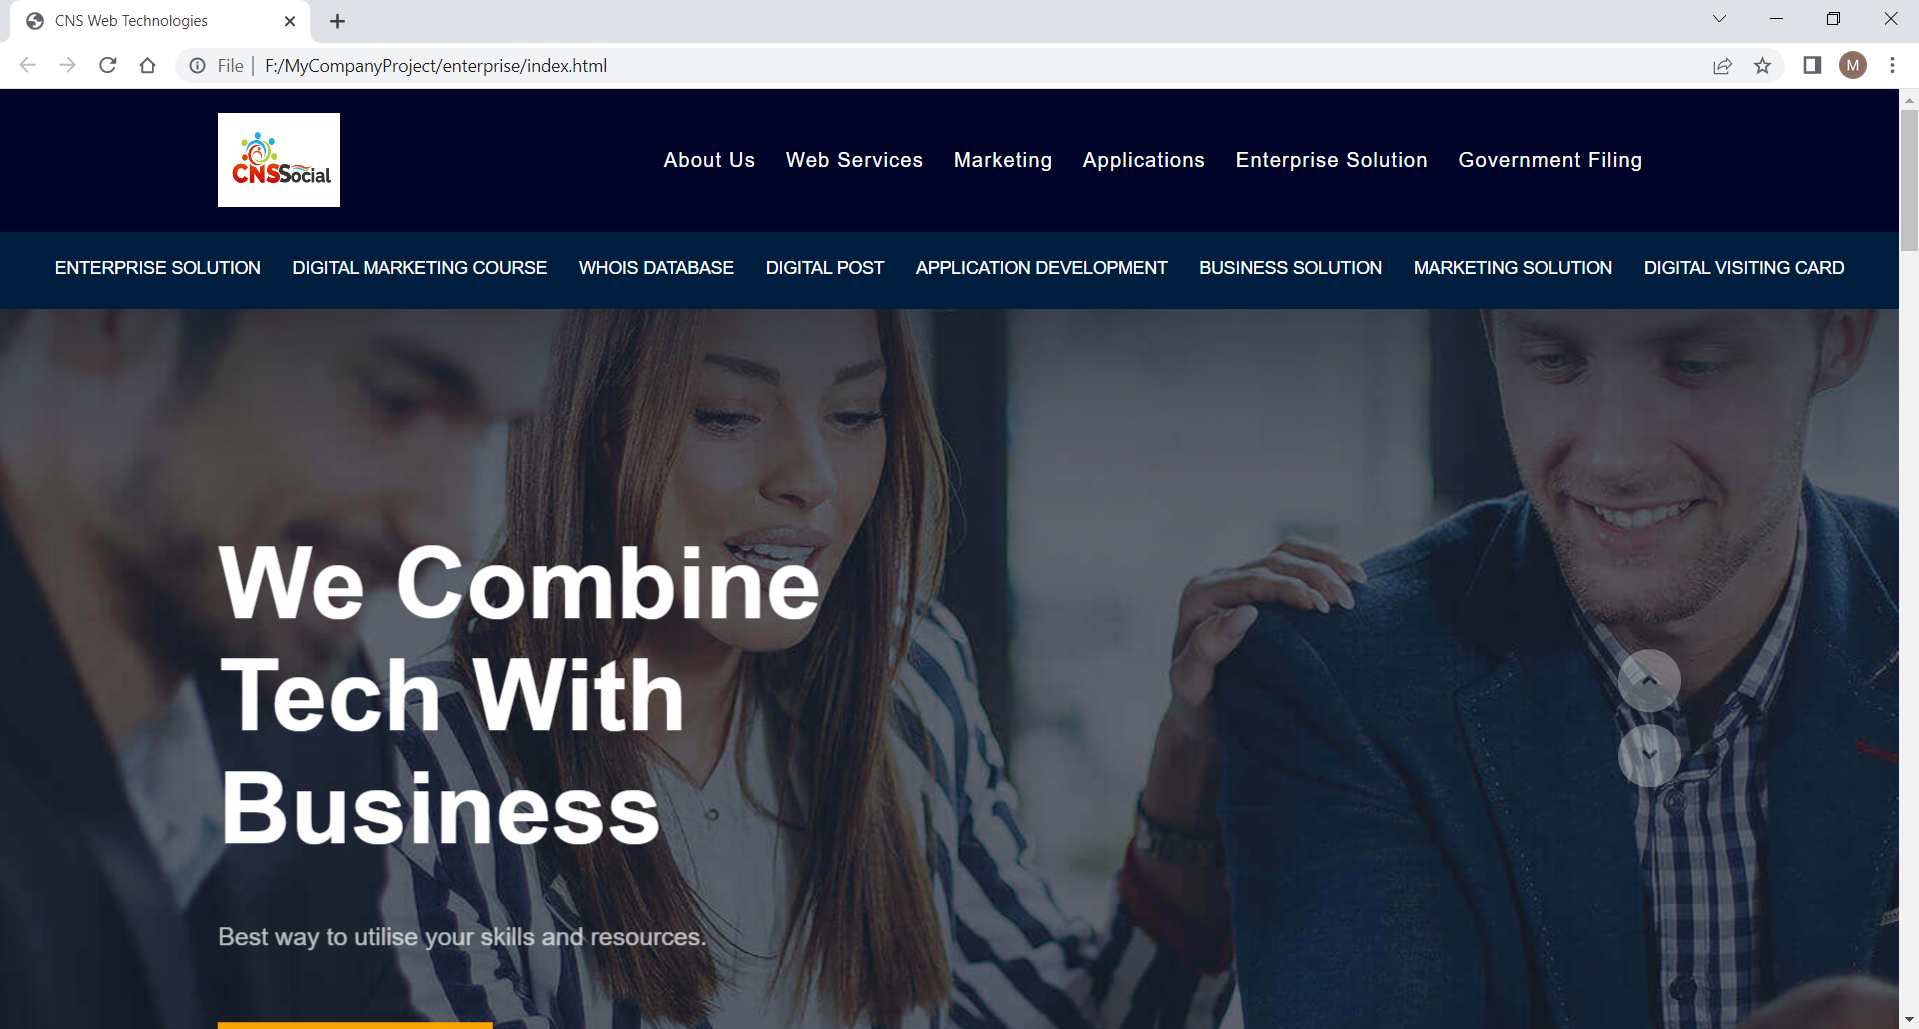 CNS Web Technologies
File | F:/MyCompanyProject/enterprise/index.html
M
CNSSocial
About Us Web Services Marketing Applications Enterprise Solution Government Filing
ENTERPRISE SOLUTION DIGITAL MARKETING COURSE WHOIS DATABASE DIGITAL POST APPLICATION DEVELOPMENT BUSINESS SOLUTION MARKETING SOLUTION DIGITAL VISITING CARD
We Combine
Tech With
Business
Best way to utilise your skills and resources.